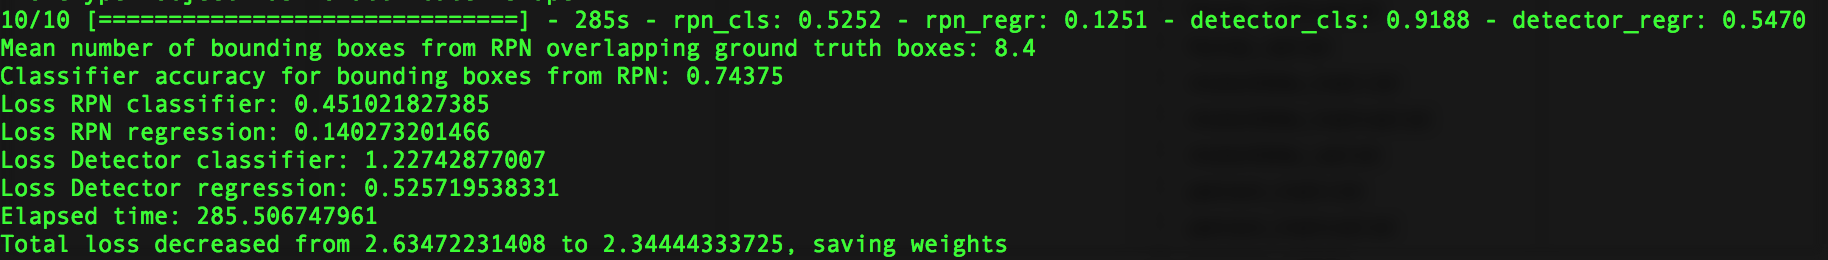 10/10 [==============================] - 285s - rpn_cls: 0.5252 - rpn_regr: 0.1251 - detector_cls: 0.9188 - detector_regr: 0.5470
Mean number of bounding boxes from RPN overlapping ground truth boxes: 8.4
Classifier accuracy for bounding boxes from RPN: 0.74375
Loss RPN classifier: 0.451021827385
Loss RPN regression: 0.140273201466
Loss Detector classifier: 1.22742877007
Loss Detector regression: 0.525719538331
Elapsed time: 285.506747961
Total loss decreased from 2.63472231408 to 2.34444333725, saving weights